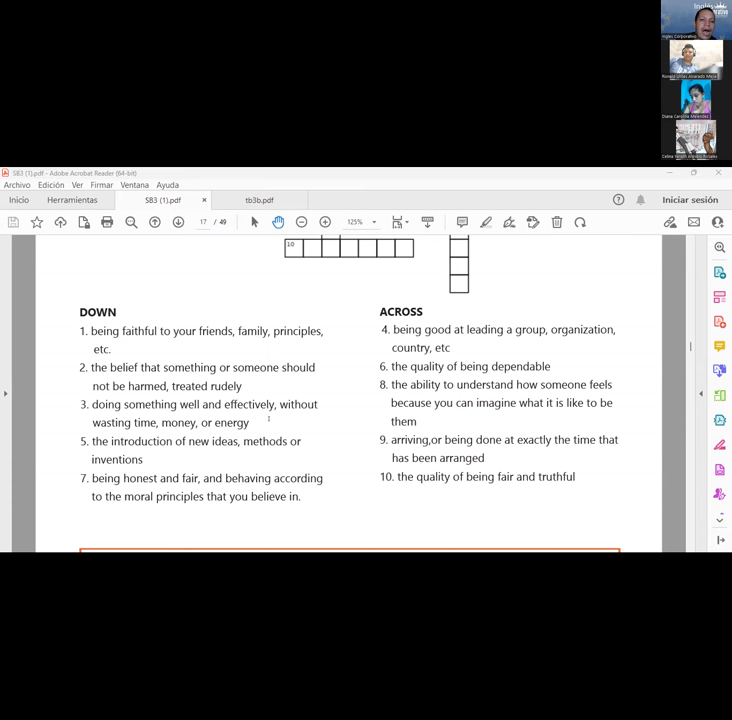 Inglés
Inglés Corporativo
Diana Carolina Melendez
SB3 (1).pdf - Adobe Acrobat Reader (64-bit)
Archivo Edición Ver Firmar Ventana Ayuda
Inicio Herramientas SB3 (1).pdf × tb3b.pdf Iniciar sesión
17 / 49 125%
10
DOWN
1. being faithful to your friends, family, principles,
etc.
2. the belief that something or someone should
not be harmed, treated rudely
3. doing something well and effectively, without
wasting time, money, or energy
5. the introduction of new ideas, methods or
inventions
7. being honest and fair, and behaving according
to the moral principles that you believe in.
ACROSS
4. being good at leading a group, organization,
country, etc
6. the quality of being dependable
8. the ability to understand how someone feels
because you can imagine what it is like to be
them
9. arriving,or being done at exactly the time that
has been arranged
10. the quality of being fair and truthful